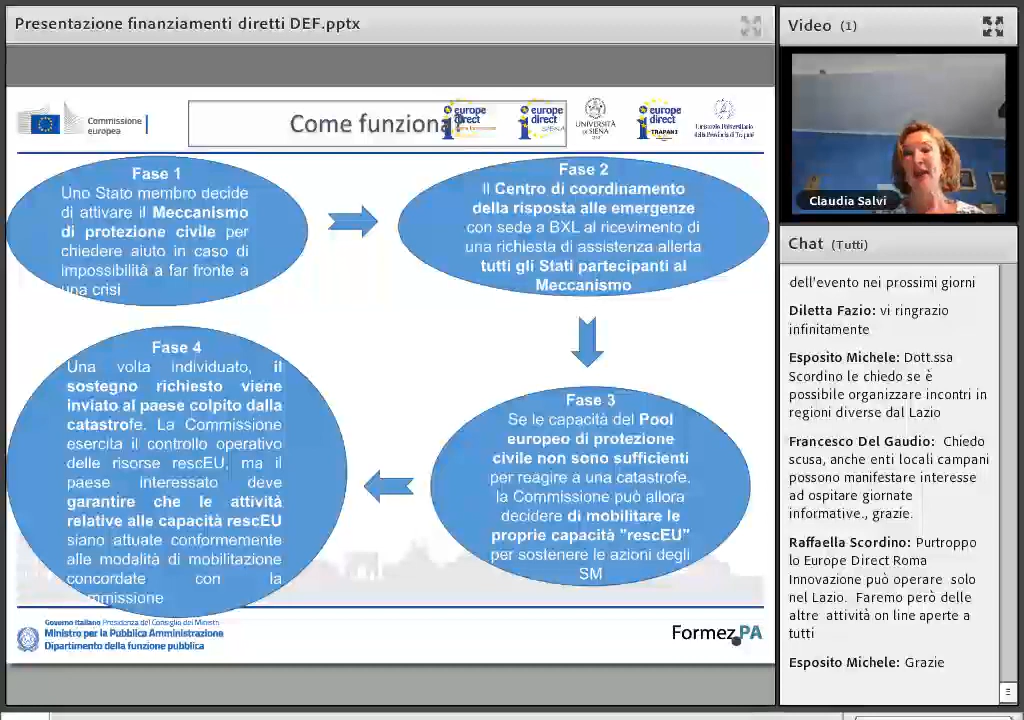 Presentazione finanziamenti diretti DEF.pptx
Commissione
europea
Come funziona
europe
direct
europe
direct
SIENA
UNIVERSITÀ
DI SIENA
europe
direct
TRAPANI
Fase 1
Uno Stato membro decide
di attivare il Meccanismo
di protezione civile per
chiedere aiuto in caso di
impossibilità a far fronte a
una crisi
Fase 2
Il Centro di coordinamento
della risposta alle emergenze
con sede a BXL al ricevimento di
una richiesta di assistenza allerta
tutti gli Stati partecipanti al
Meccanismo
Fase 3
Se le capacità del Pool
europeo di protezione
civile non sono sufficienti
per reagire a una catastrofe.
la Commissione può allora
decidere di mobilitare le
proprie capacità "rescEU"
per sostenere le azioni degli
SM
Fase 4
Una volta individuato, il
sostegno richiesto viene
inviato al paese colpito dalla
catastrofe. La Commissione
esercita il controllo operativo
delle risorse rescEU, ma il
paese interessato deve
garantire che le attività
relative alle capacità rescEU
siano attuate conformemente
alle modalità di mobilitazione
concordate con la
mmissione
Governo Italiano Presidenza del Consiglio dei Ministri
Ministro per la Pubblica Amministrazione
Dipartimento della funzione pubblica
Formez.PA
Video (1)
Claudia Salvi
Chat (Tutti)
dell'evento nei prossimi giorni
Diletta Fazio: vi ringrazio
infinitamente
Esposito Michele: Dott.ssa
Scordino le chiedo se è
possibile organizzare incontri in
regioni diverse dal Lazio
Francesco Del Gaudio: Chiedo
scusa, anche enti locali campani
possono manifestare interesse
ad ospitare giornate
informative., grazie.
Raffaella Scordino: Purtroppo
lo Europe Direct Roma
Innovazione può operare solo
nel Lazio. Faremo però delle
altre attività on line aperte a
tutti
Esposito Michele: Grazie